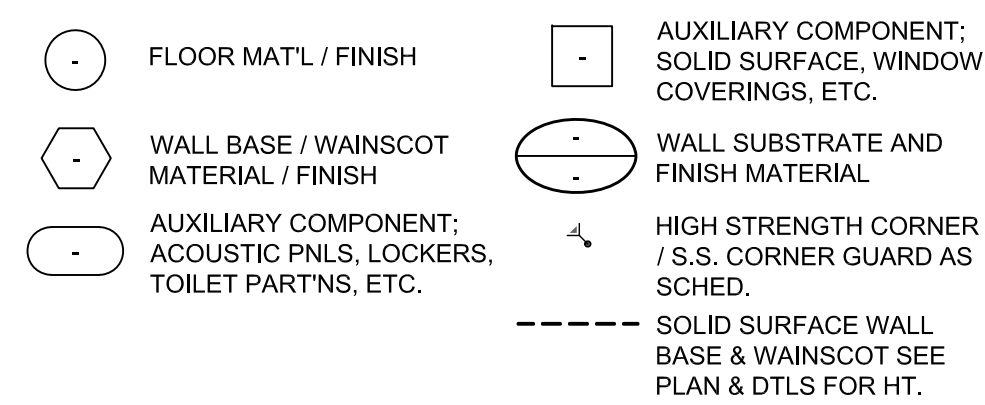 -
FLOOR MAT'L / FINISH
-
WALL BASE / WAINSCOT
MATERIAL / FINISH
-
AUXILIARY COMPONENT;
ACOUSTIC PNLS, LOCKERS,
TOILET PART'NS, ETC.
-
AUXILIARY COMPONENT;
SOLID SURFACE, WINDOW
COVERINGS, ETC.
-
-
WALL SUBSTRATE AND
FINISH MATERIAL
HIGH STRENGTH CORNER
/ S.S. CORNER GUARD AS
SCHED.
SOLID SURFACE WALL
BASE & WAINSCOT SEE
PLAN & DTLS FOR HT.